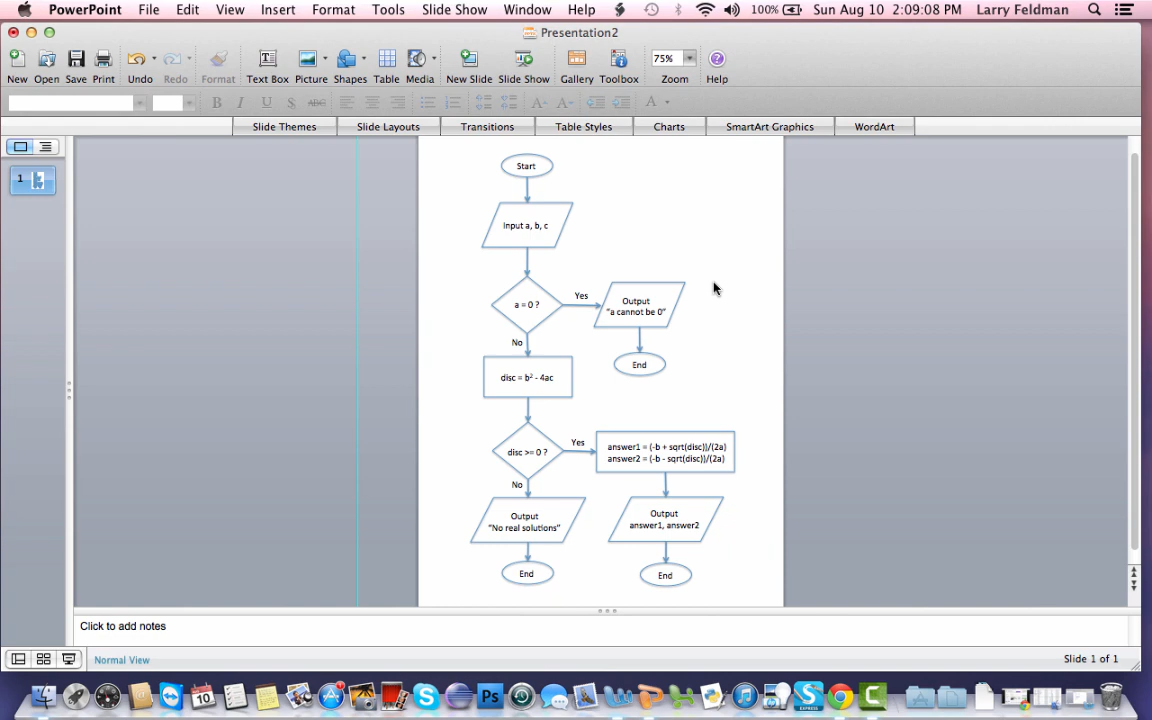 PowerPoint File Edit View Insert Format Tools Slide Show Window Help 100% Sun Aug 10 2:09:08 PM Larry Feldman
Presentation2
75%
New Open Save Print Undo Redo Format Text Box Picture Shapes Table Media New Slide Slide Show Gallery Toolbox Zoom Help
B I U S ABC A A A
Slide Themes Slide Layouts Transitions Table Styles Charts SmartArt Graphics WordArt
1
Start
Input a, b, c
a = 0 ?
Yes
Output
"a cannot be 0"
End
No
disc = b² - 4ac
disc >= 0 ?
Yes
answer1 = (-b + sqrt(disc))/(2a)
answer2 = (-b - sqrt(disc))/(2a)
No
Output
"No real solutions"
Output
answer1, answer2
End
End
Click to add notes
Normal View
Slide 1 of 1
10
Ps
S
EXPRESS
C